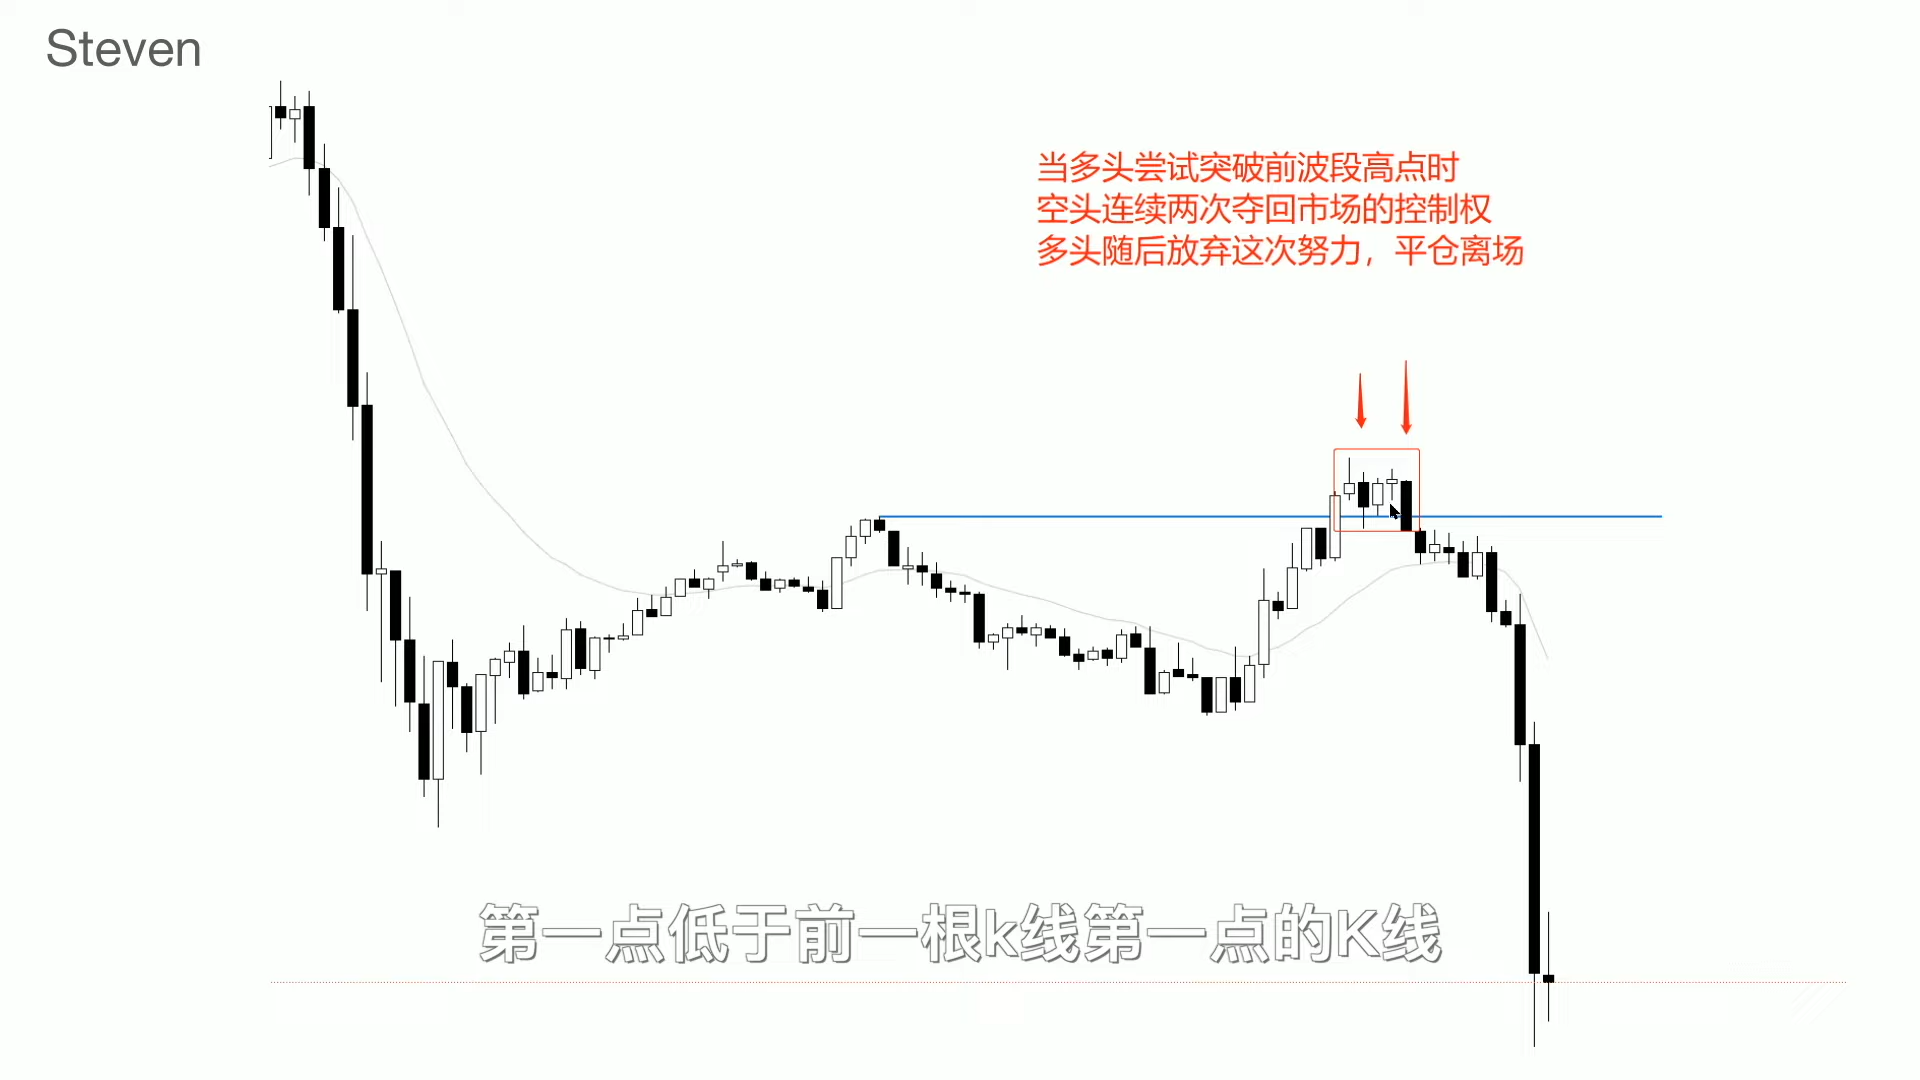 Steven
当多头尝试突破前波段高点时
空头连续两次夺回市场的控制权
多头随后放弃这次努力，平仓离场
第一点低于前一根k线第一点的K线